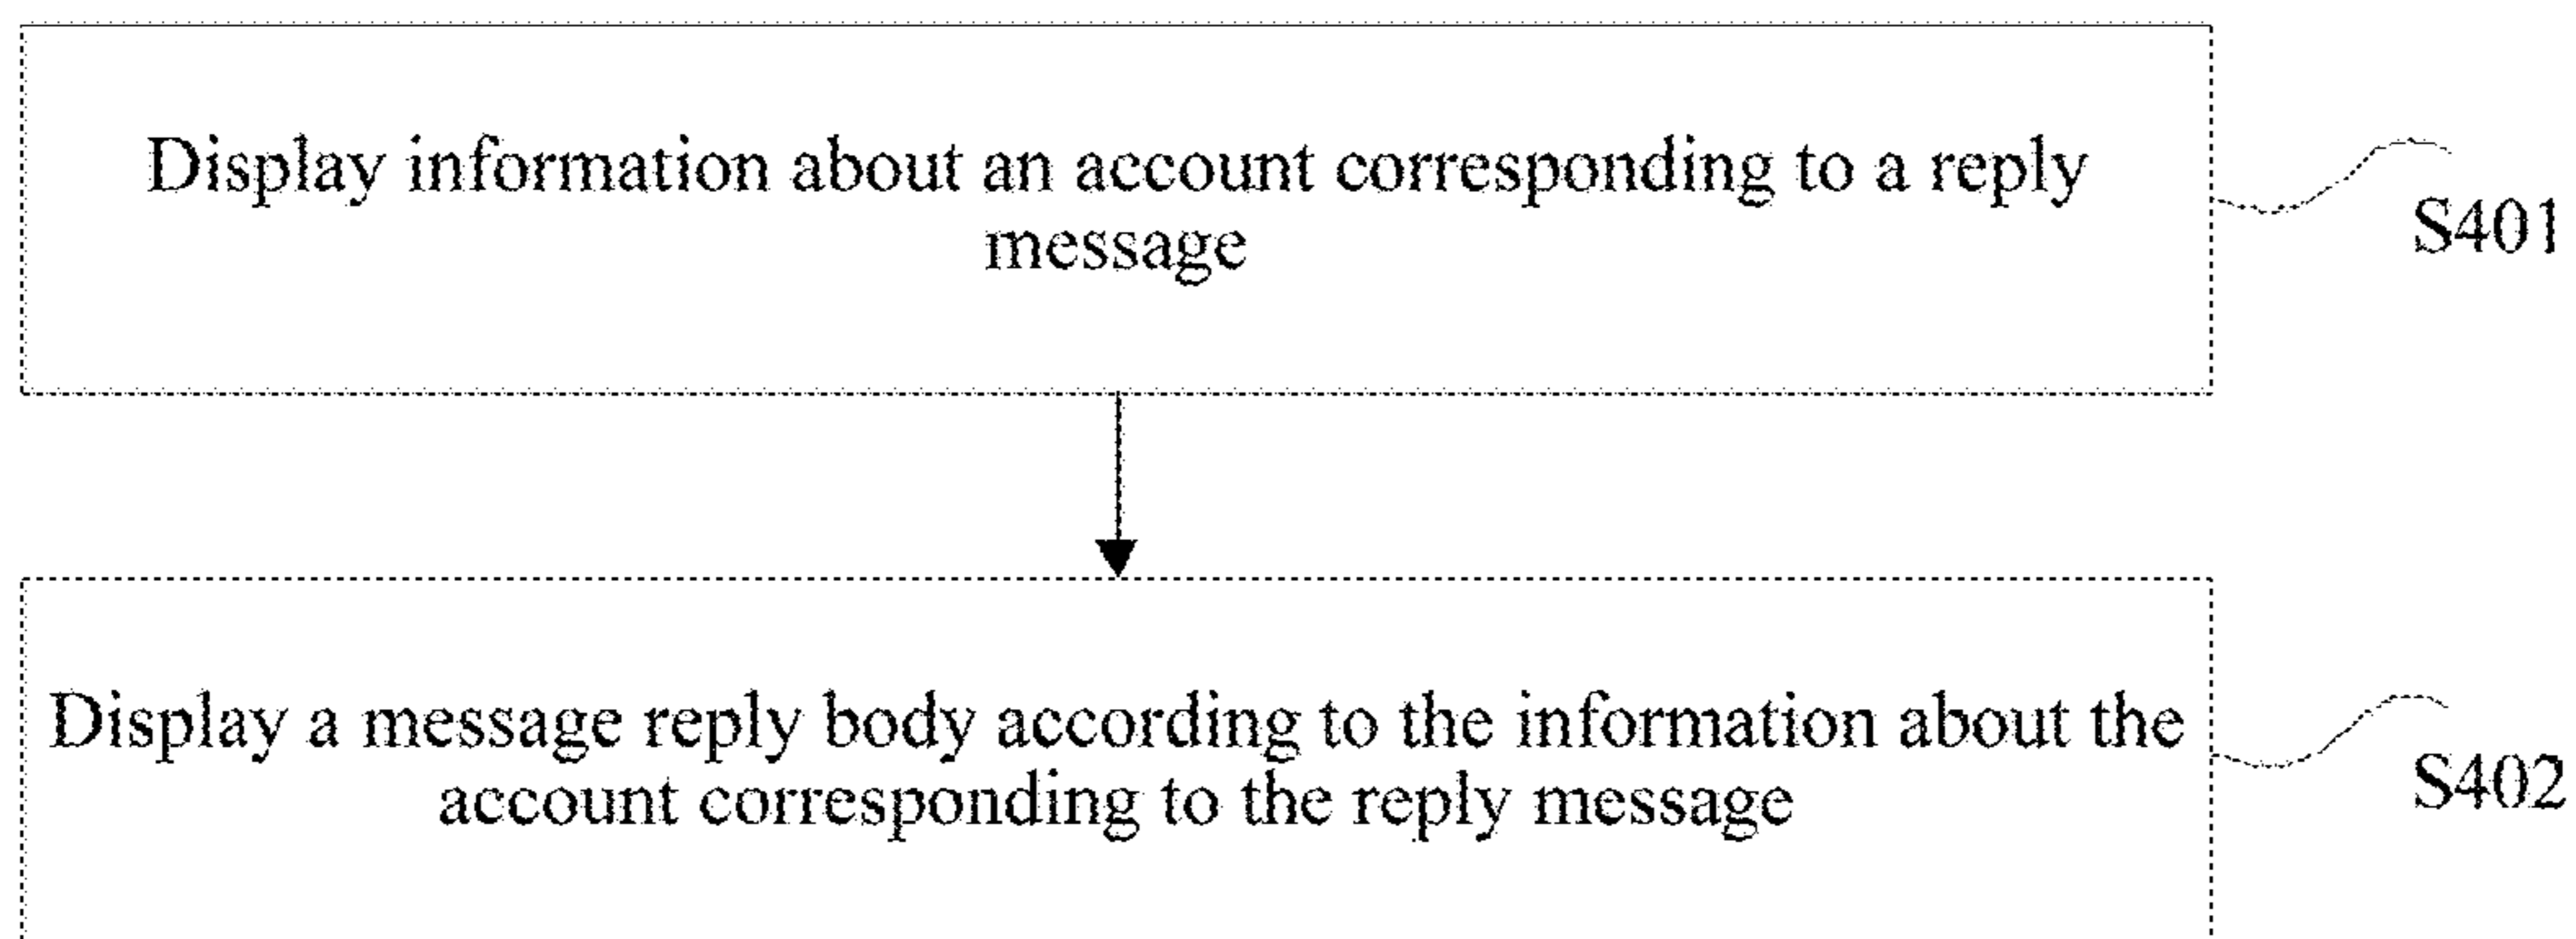 Display information about an account corresponding to a reply
message
S401
Display a message reply body according to the information about the
account corresponding to the reply message
S402